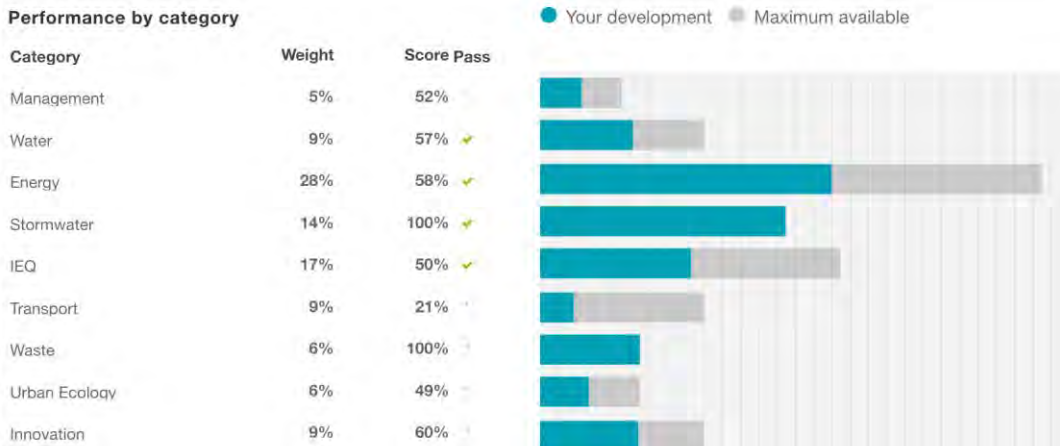 Performance by category
Your development Maximum available
Category Weight Score Pass
Management 5% 52%
Water 9% 57%
Energy 28% 58%
Stormwater 14% 100%
IEQ 17% 50%
Transport 9% 21%
Waste 6% 100%
Urban Ecology 6% 49%
Innovation 9% 60%